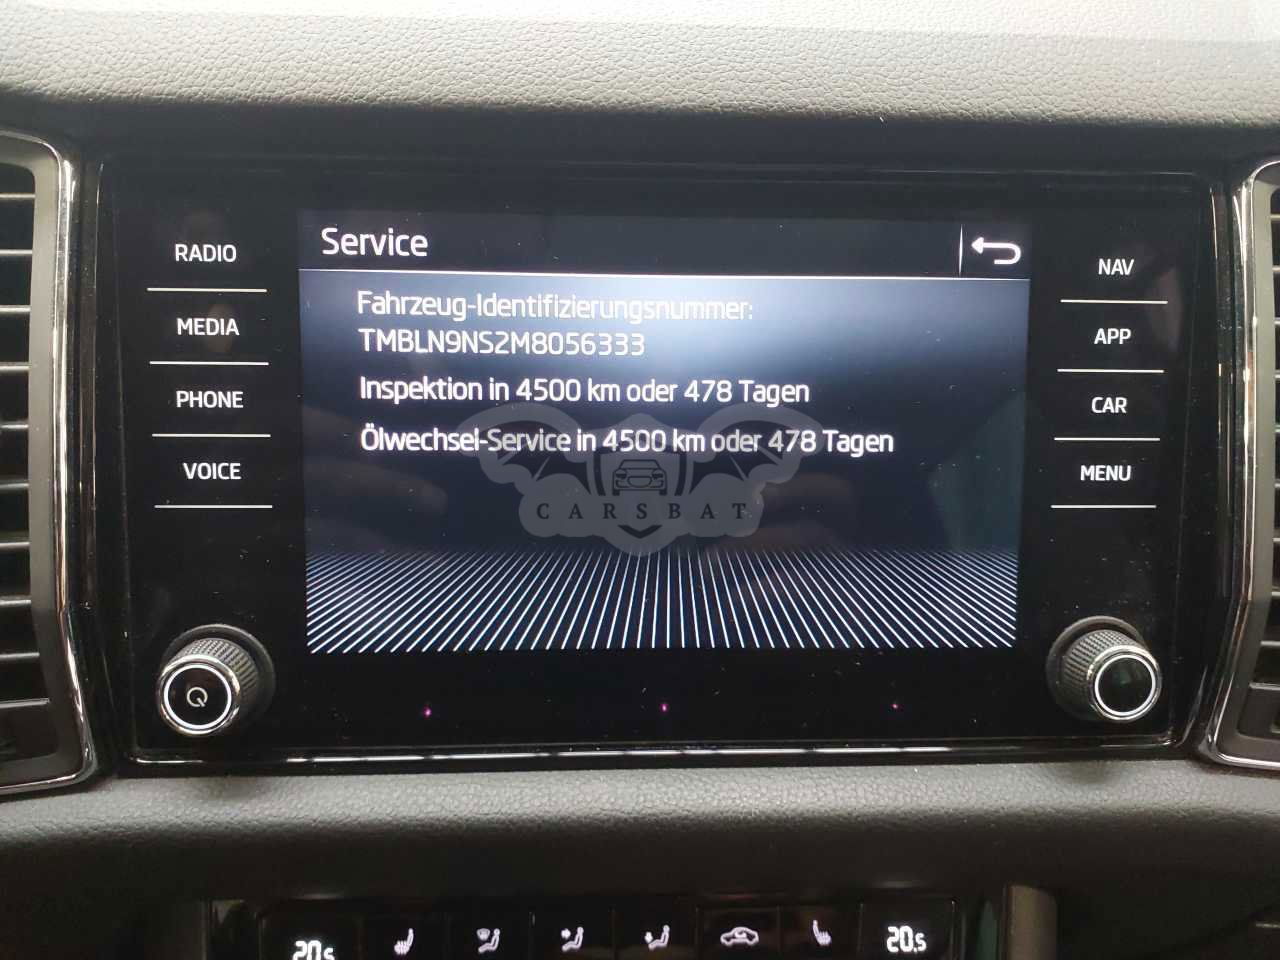 Service
RADIO
MEDIA
PHONE
VOICE
NAV
APP
CAR
MENU
Fahrzeug-Identifizierungsnummer:
TMBLN9NS2M8056333
Inspektion in 4500 km oder 478 Tagen
Ölwechsel-Service in 4500 km oder 478 Tagen
CARSBAT
20.5
20.5